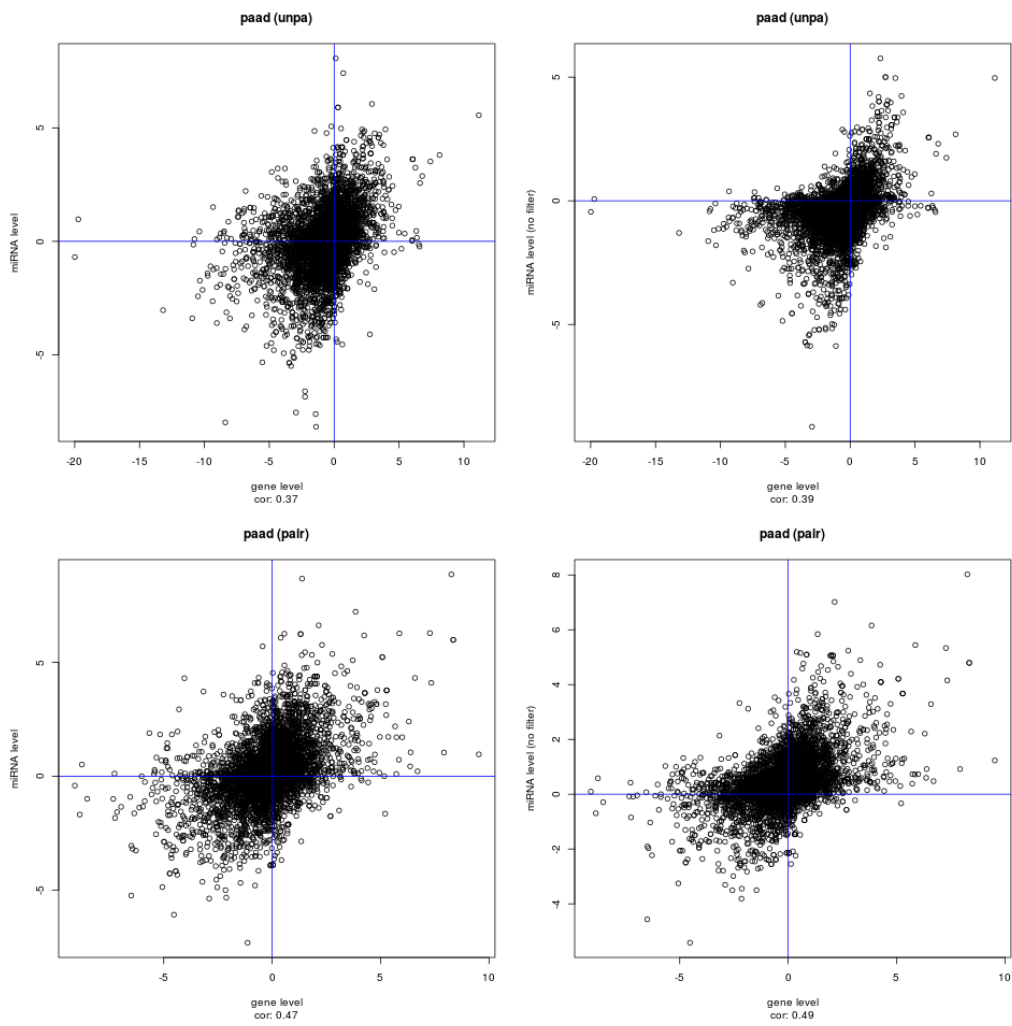 paad (unpa)
5
0
-5
miRNA level
-20 -15 -10 -5 0 5 10
gene level
cor: 0.37
paad (unpa)
5
0
-5
miRNA level (no filter)
-20 -15 -10 -5 0 5 10
gene level
cor: 0.39
paad (pair)
5
0
-5
miRNA level
-5 0 5 10
gene level
cor: 0.47
paad (pair)
8
6
4
2
0
-2
-4
miRNA level (no filter)
-5 0 5 10
gene level
cor: 0.49